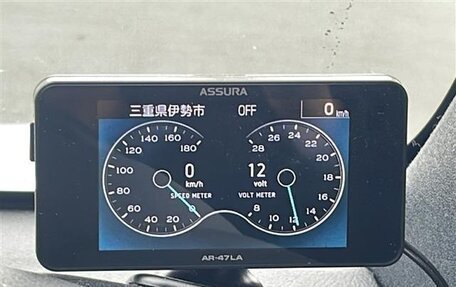 ASSURA
三重県伊勢市 OFF 0 km/h
140 160 180 120 100 80 60 40 20 0
0
km/h
SPEED METER
28 26 24 22 20 18 16 14 12 10 8
12
volt
VOLT METER
AR-47LA